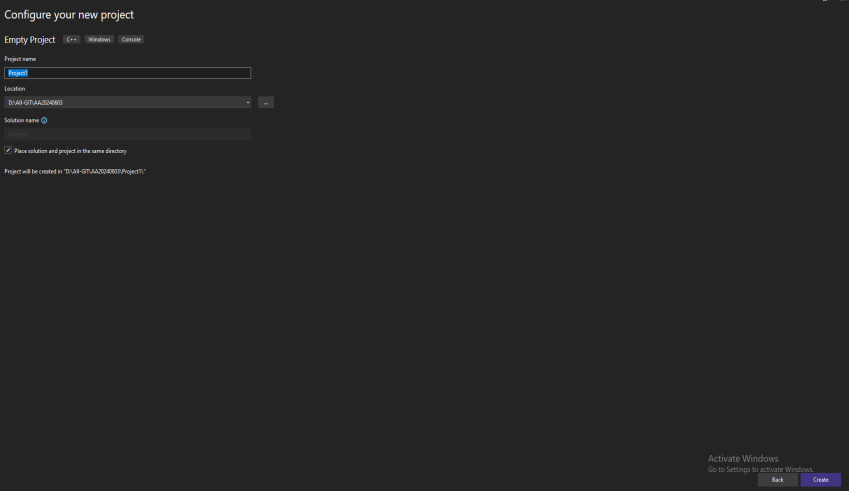 Configure your new project
Empty Project C++ Windows Console
Project name
Project1
Location
D:\All-GIT\AA20240603
...
Solution name
Place solution and project in the same directory
Project will be created in "D:\All-GIT\AA20240603\Project1\"
Activate Windows
Go to Settings to activate Windows.
Back Create